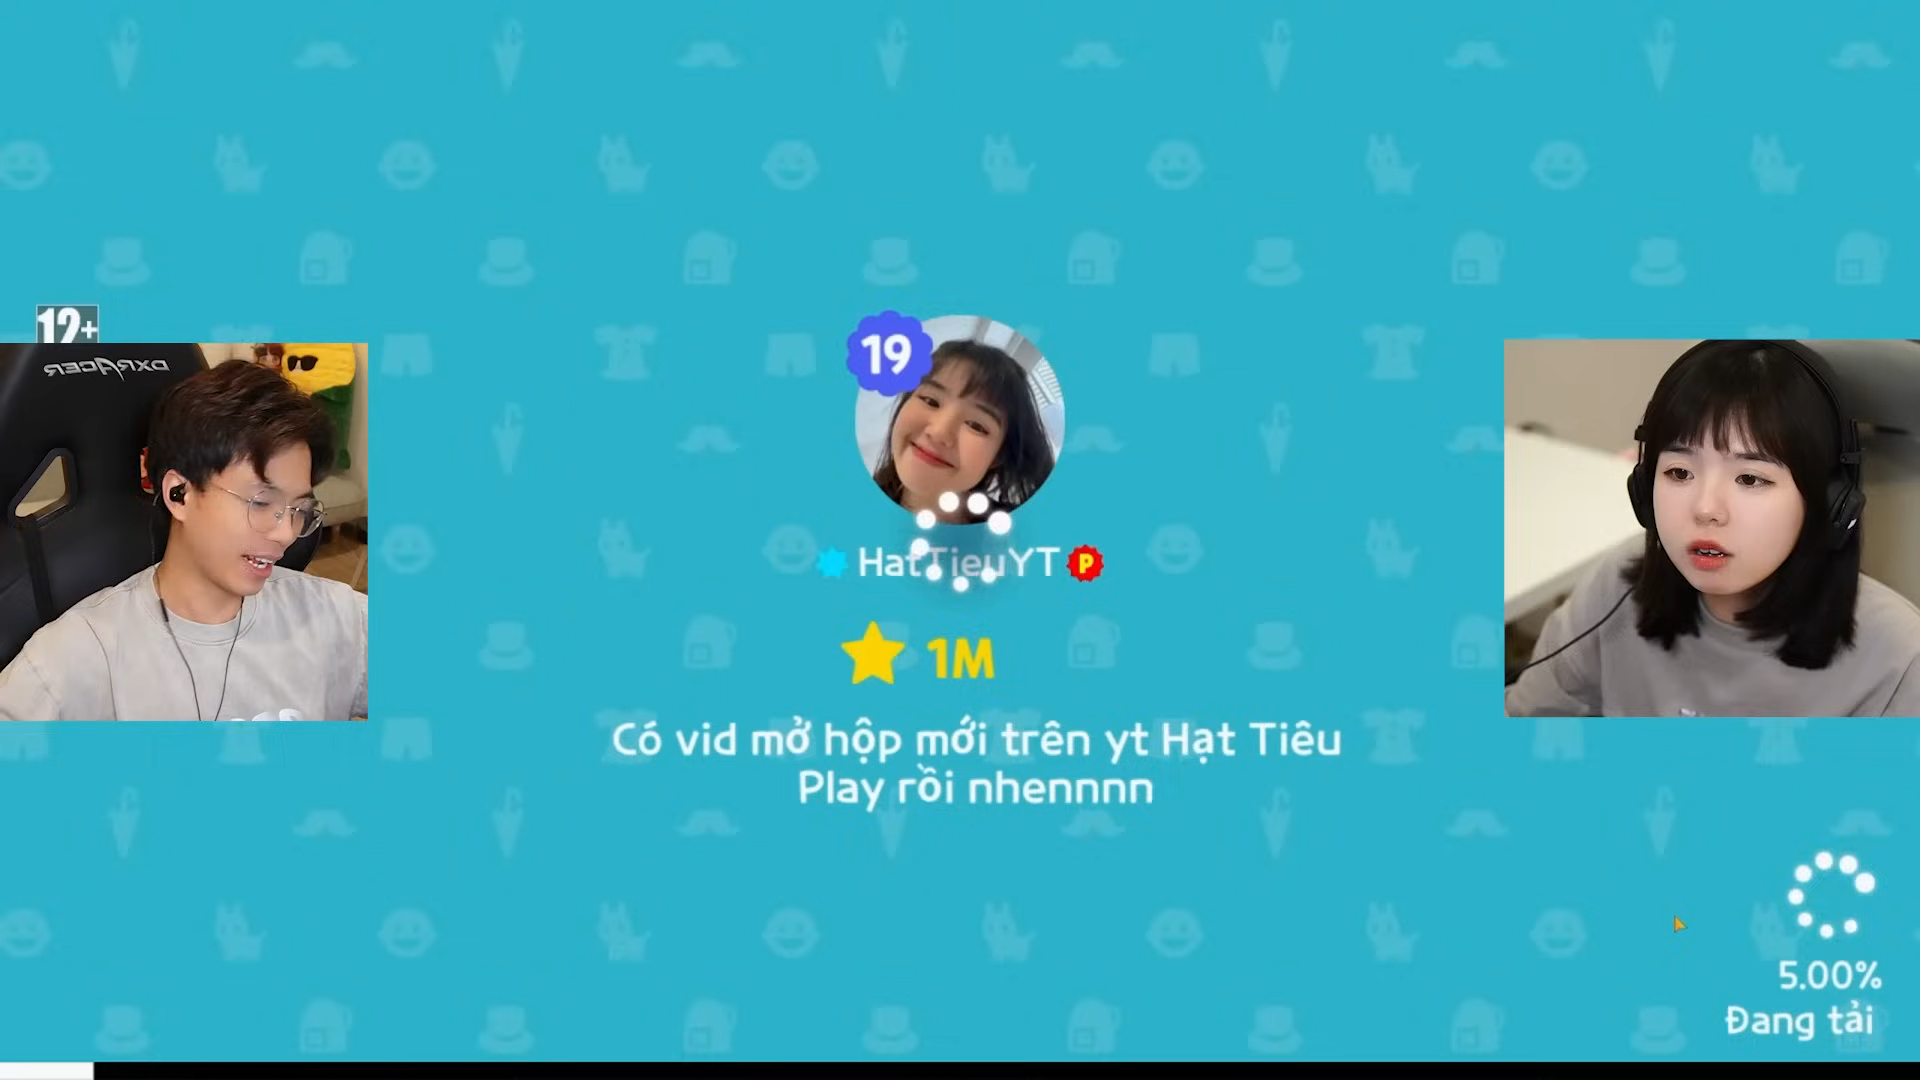 12+
DXRACER
19
HatTieuYT P
1M
Có vid mở hộp mới trên yt Hạt Tiêu
Play rồi nhennnn
5.00%
Đang tải